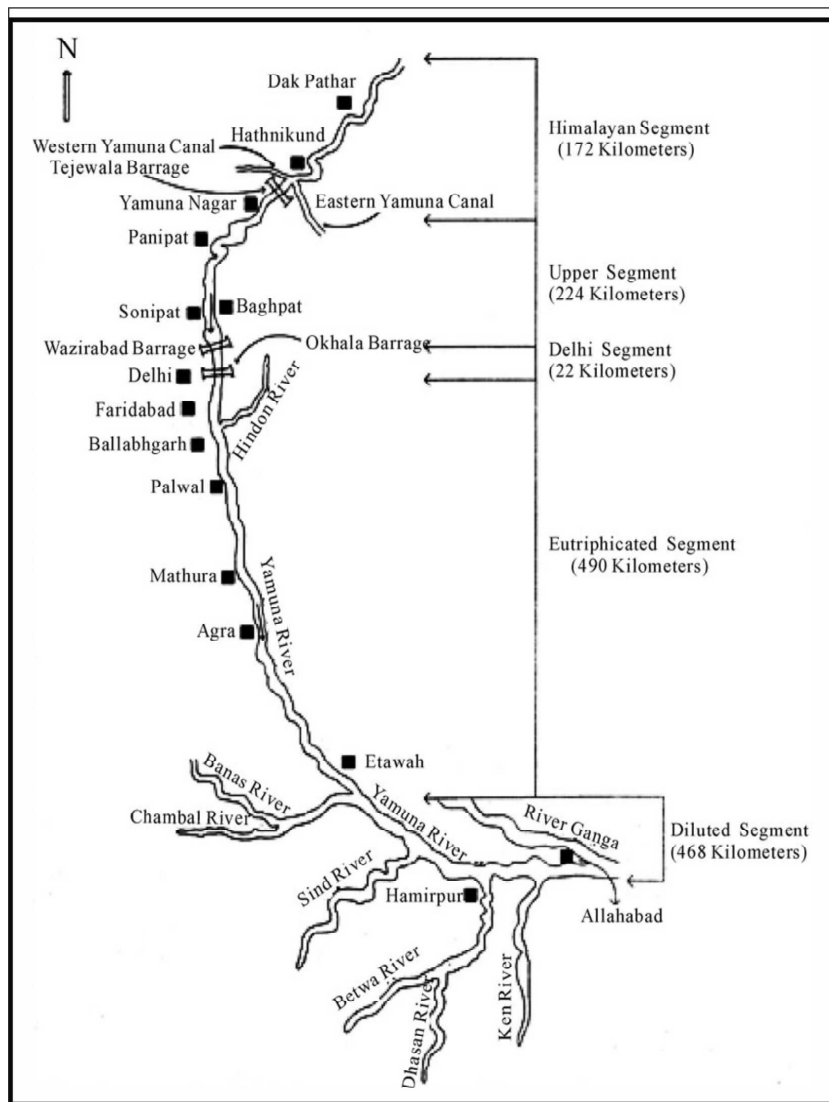 N
Dak Pathar
Hathnikund
Western Yamuna Canal
Tejewala Barrage
Yamuna Nagar
Eastern Yamuna Canal
Panipat
Himalayan Segment
(172 Kilometers)
Sonipat
Baghpat
Upper Segment
(224 Kilometers)
Wazirabad Barrage
Okhala Barrage
Delhi Segment
(22 Kilometers)
Delhi
Faridabad
Hindon River
Ballabhgarh
Palwal
Mathura
Yamuna River
Agra
Eutriphicated Segment
(490 Kilometers)
Etawah
Banas River
Chambal River
Yamuna River
River Ganga
Diluted Segment
(468 Kilometers)
Sind River
Hamirpur
Allahabad
Betwa River
Dhasan River
Ken River